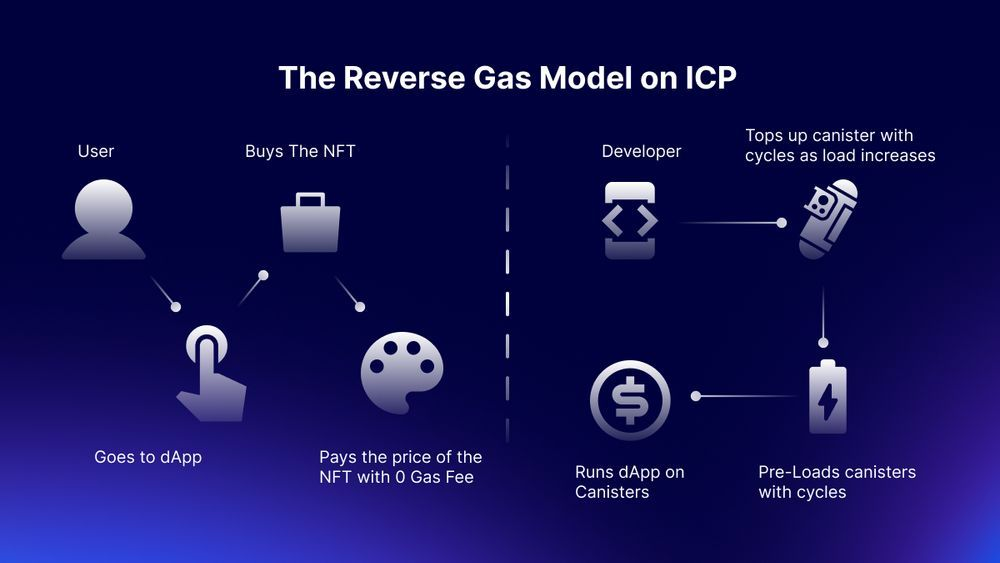 The Reverse Gas Model on ICP
User
Buys The NFT
Goes to dApp
Pays the price of the
NFT with 0 Gas Fee
Developer
Tops up canister with
cycles as load increases
Runs dApp on
Canisters
Pre-Loads canisters
with cycles